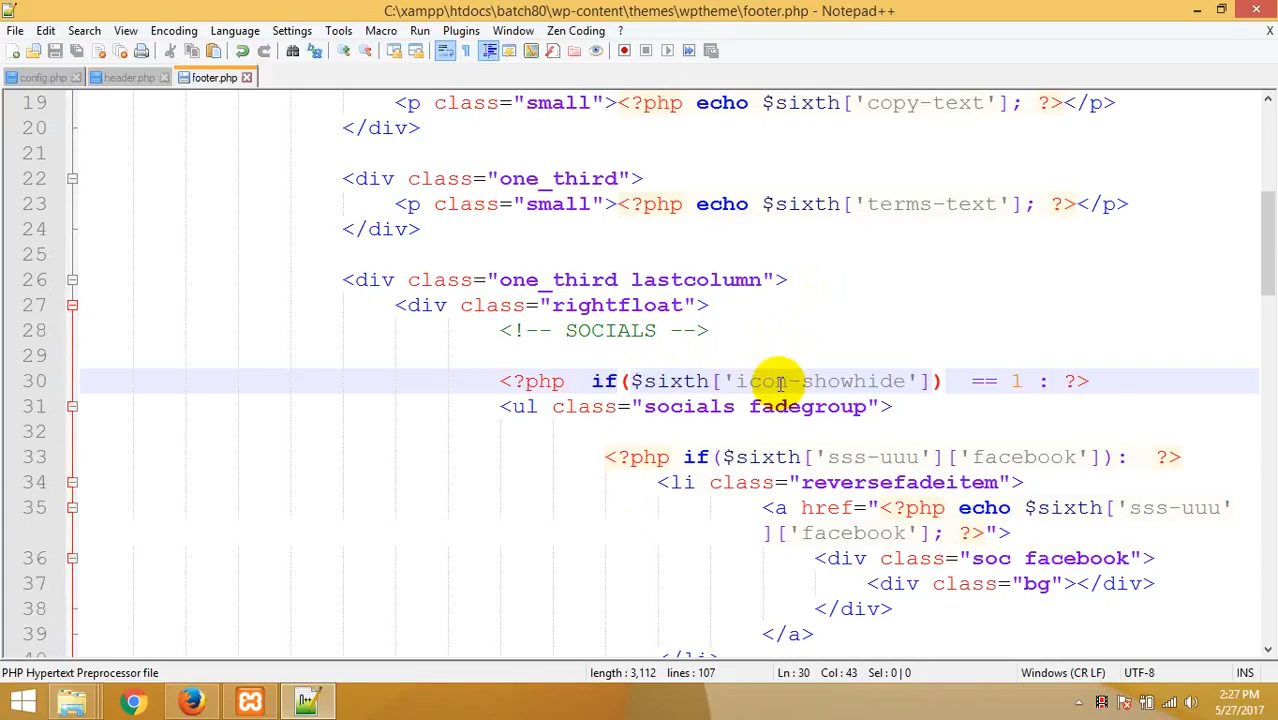 C:\xampp\htdocs\batch80\wp-content\themes\wptheme\footer.php - Notepad++
File Edit Search View Encoding Language Settings Tools Macro Run Plugins Window Zen Coding ? X
config.php header.php footer.php
19 <p class="small"><?php echo $sixth['copy-text']; ?></p>
20 </div>
21
22 <div class="one_third">
23 <p class="small"><?php echo $sixth['terms-text']; ?></p>
24 </div>
25
26 <div class="one_third lastcolumn">
27 <div class="rightfloat">
28 <!-- SOCIALS -->
29
30 <?php  if($sixth['icon-showhide'])  == 1 : ?>
31 <ul class="socials fadegroup">
32
33 <?php if($sixth['sss-uuu']['facebook']):  ?>
34 <li class="reversefadeitem">
35 <a href="<?php echo $sixth['sss-uuu'
]['facebook']; ?>">
36 <div class="soc facebook">
37 <div class="bg"></div>
38 </div>
39 </a>
40 </li>
PHP Hypertext Preprocessor file length : 3,112 lines : 107 Ln : 30 Col : 43 Sel : 0 | 0 Windows (CR LF) UTF-8 INS
2:27 PM
5/27/2017